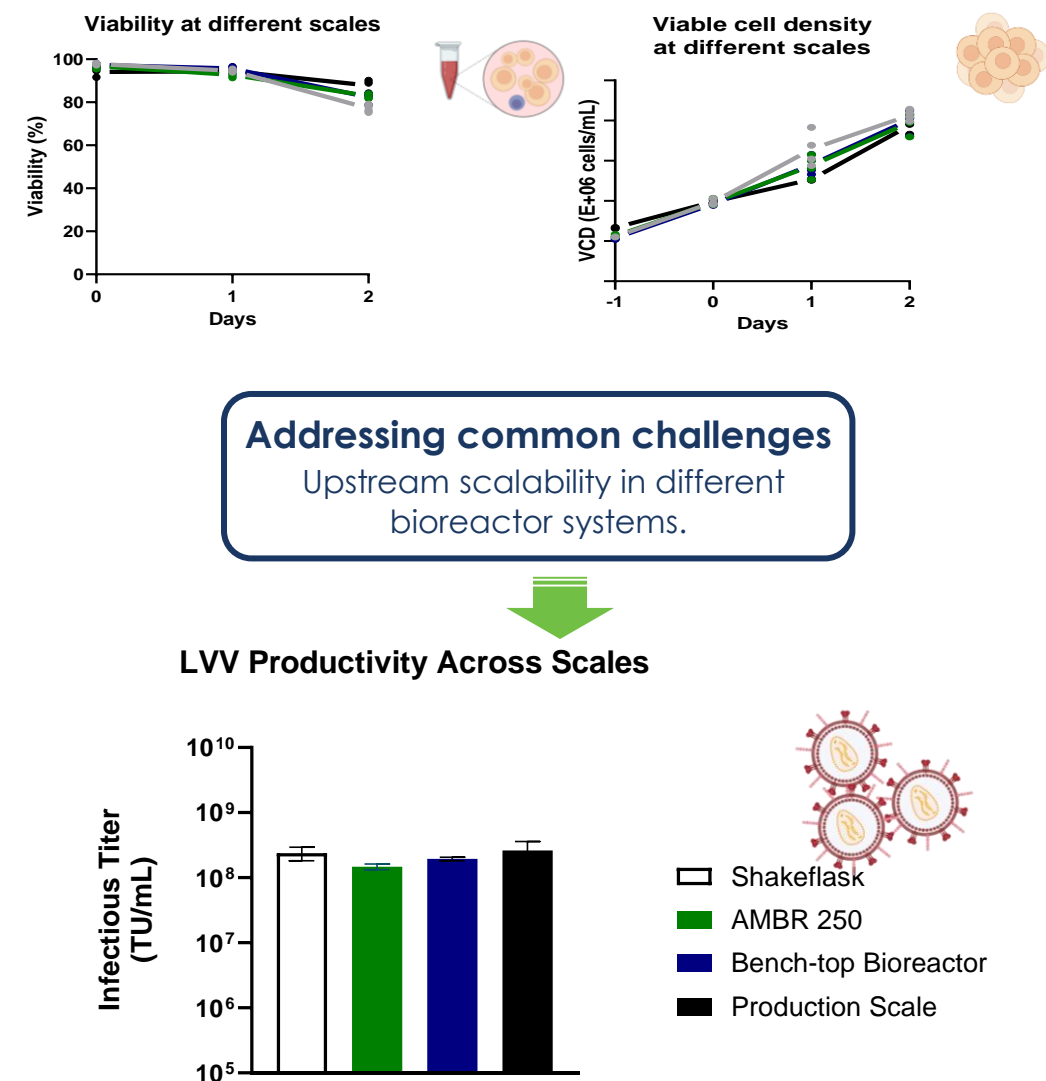 Viability at different scales
Viability (%)
100
80
60
40
20
0
0 1 2
Days
Viable cell density
at different scales
VCD (E+06 cells/mL)
-1 0 1 2
Days
Addressing common challenges
Upstream scalability in different
bioreactor systems.
LVV Productivity Across Scales
Infectious Titer
(TU/mL)
10¹⁰
10⁹
10⁸
10⁷
10⁶
10⁵
Shakeflask
AMBR 250
Bench-top Bioreactor
Production Scale